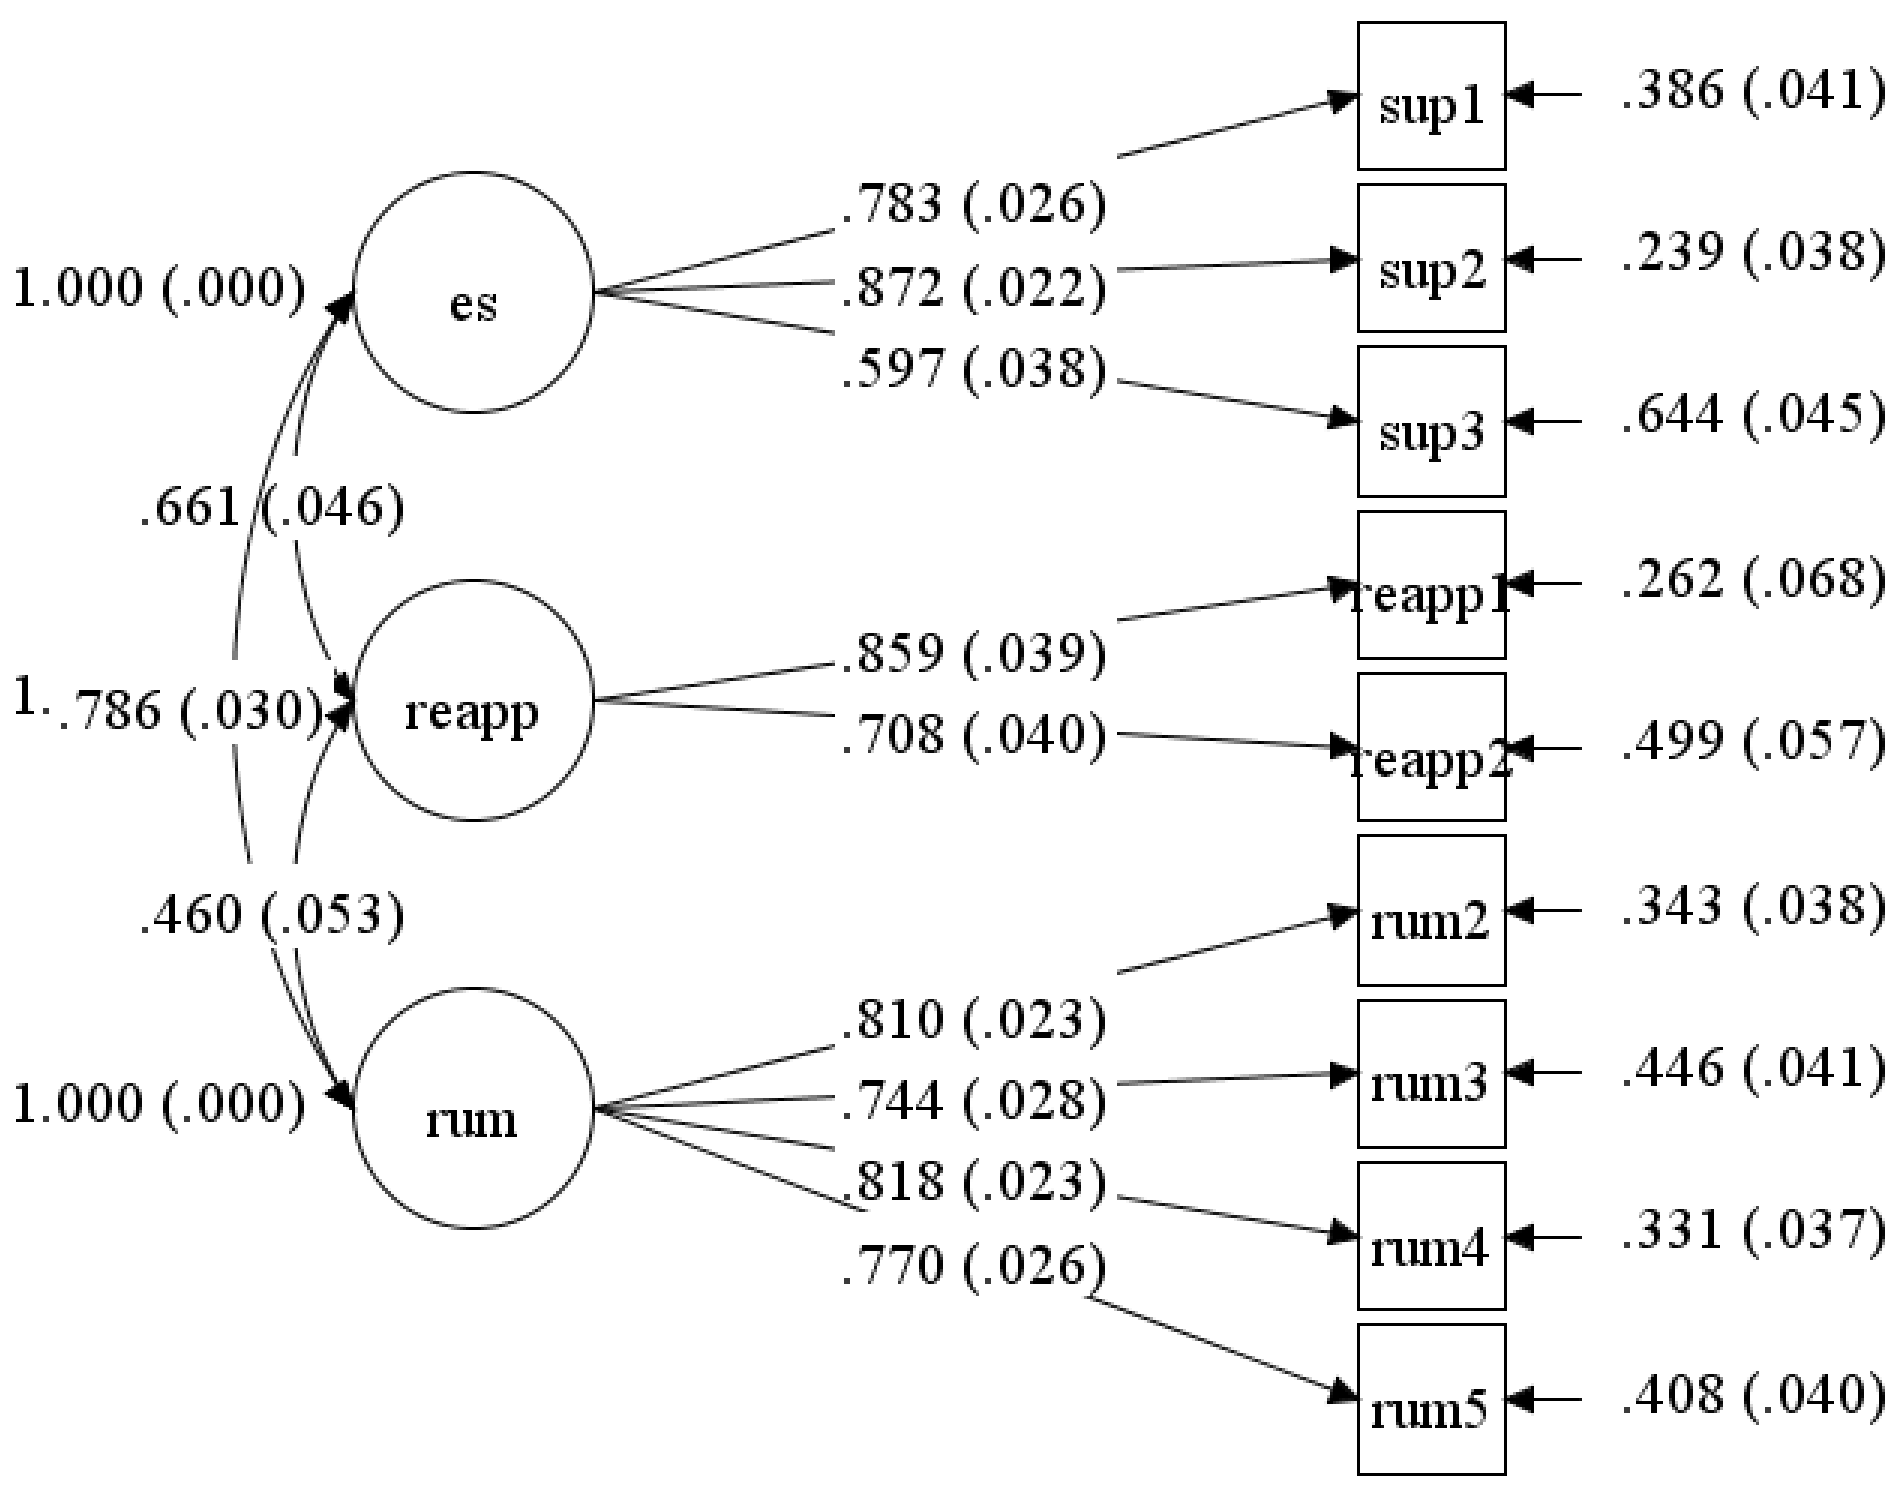 sup1 .386 (.041)
.783 (.026)
1.000 (.000) es .872 (.022) sup2 .239 (.038)
.597 (.038)
sup3 .644 (.045)
.661 (.046)
reapp1 .262 (.068)
.859 (.039)
1. .786 (.030) reapp .708 (.040) reapp2 .499 (.057)
.460 (.053) rum2 .343 (.038)
.810 (.023)
1.000 (.000) rum .744 (.028) rum3 .446 (.041)
.818 (.023)
rum4 .331 (.037)
.770 (.026)
rum5 .408 (.040)